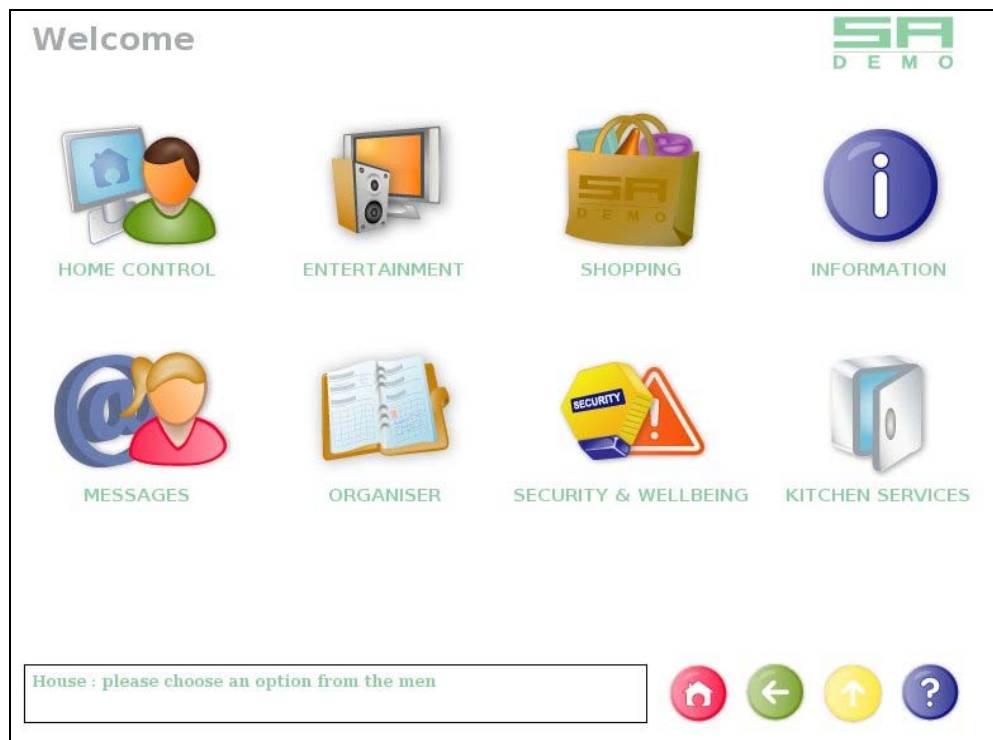 Welcome
SA
DEMO
SA
DEMO
HOME CONTROL
ENTERTAINMENT
SHOPPING
INFORMATION
SECURITY
MESSAGES
ORGANISER
SECURITY & WELLBEING
KITCHEN SERVICES
House : please choose an option from the men
?